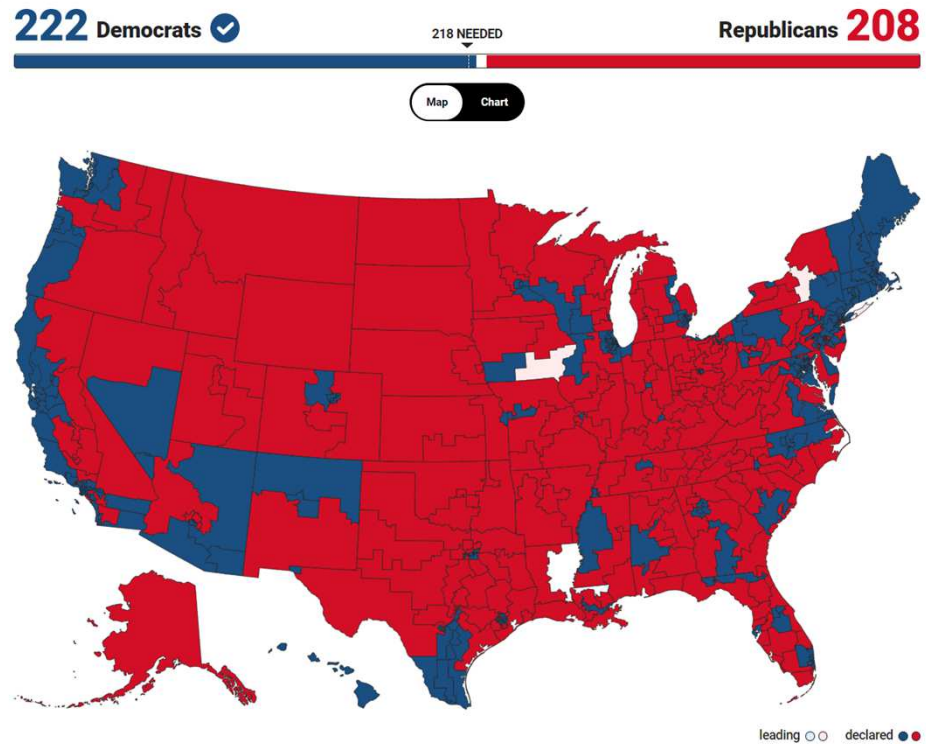 222 Democrats
218 NEEDED
Republicans 208
Map Chart
leading declared